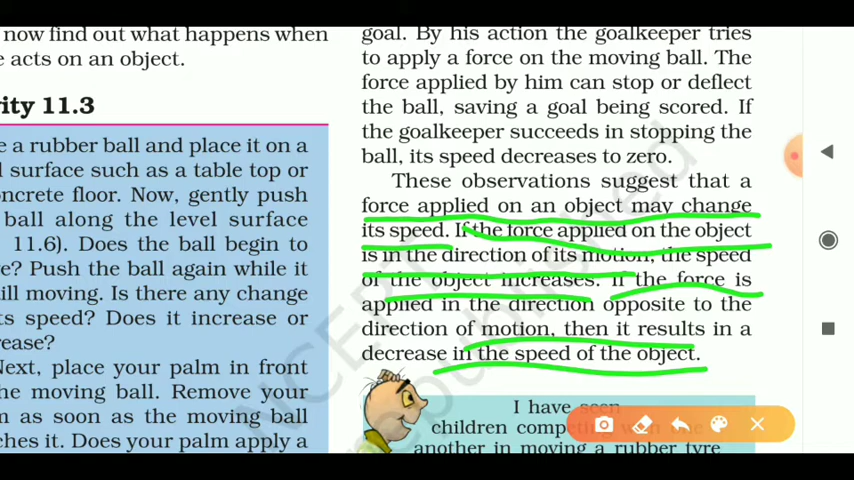 now find out what happens when
e acts on an object.
ity 11.3
e a rubber ball and place it on a
l surface such as a table top or
oncrete floor. Now, gently push
ball along the level surface
11.6). Does the ball begin to
e? Push the ball again while it
ill moving. Is there any change
ts speed? Does it increase or
rease?
Next, place your palm in front
he moving ball. Remove your
m as soon as the moving ball
ches it. Does your palm apply a
goal. By his action the goalkeeper tries
to apply a force on the moving ball. The
force applied by him can stop or deflect
the ball, saving a goal being scored. If
the goalkeeper succeeds in stopping the
ball, its speed decreases to zero.
These observations suggest that a
force applied on an object may change
its speed. If the force applied on the object
is in the direction of its motion, the speed
of the object increases. If the force is
applied in the direction opposite to the
direction of motion, then it results in a
decrease in the speed of the object.
I have seen
children competing with
another in moving a rubber tyre
NCERT
republished